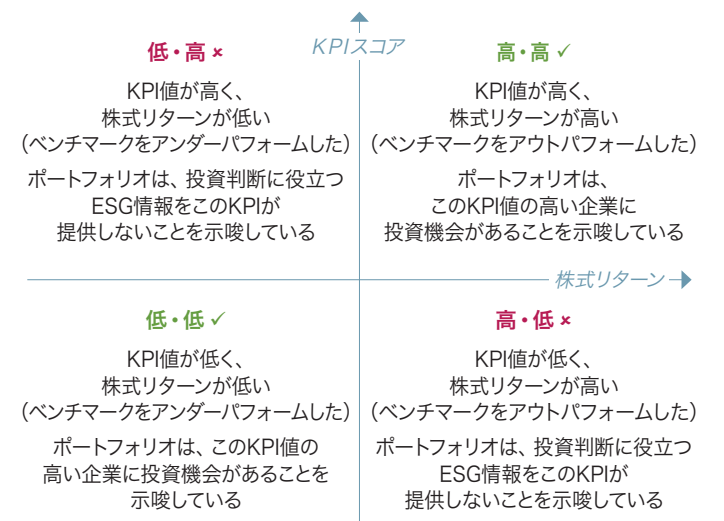 KPIスコア
低・高 ×
KPI値が高く、
株式リターンが低い
（ベンチマークをアンダーパフォームした）
ポートフォリオは、投資判断に役立つ
ESG情報をこのKPIが
提供しないことを示唆している
高・高 ✓
KPI値が高く、
株式リターンが高い
（ベンチマークをアウトパフォームした）
ポートフォリオは、
このKPI値の高い企業に
投資機会があることを示唆している
株式リターン
低・低 ✓
KPI値が低く、
株式リターンが低い
（ベンチマークをアンダーパフォームした）
ポートフォリオは、このKPI値の
高い企業に投資機会があることを
示唆している
高・低 ×
KPI値が低く、
株式リターンが高い
（ベンチマークをアウトパフォームした）
ポートフォリオは、投資判断に役立つ
ESG情報をこのKPIが
提供しないことを示唆している